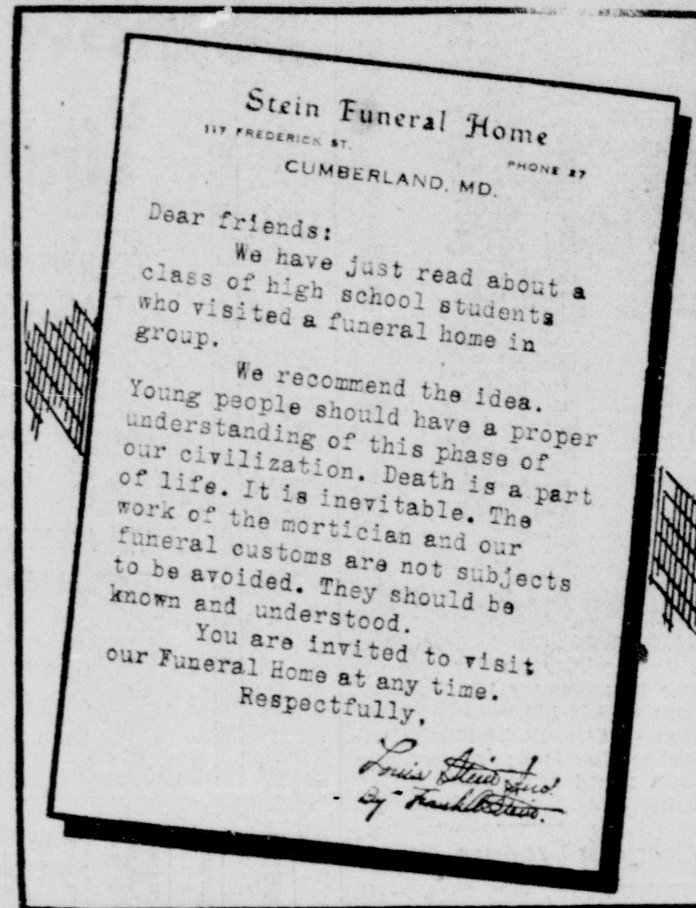 Stein Funeral Home
117 FREDERICK ST.
PHONE 27
CUMBERLAND, MD.
Dear friends:
We have just read about a
class of high school students
who visited a funeral home in
group.
We recommend the idea.
Young people should have a proper
understanding of this phase of
our civilization. Death is a part
of life. It is inevitable. The
work of the mortician and our
funeral customs are not subjects
to be avoided. They should be
known and understood.
You are invited to visit
our Funeral Home at any time.
Respectfully,
Louis Stein
By Frank Stein.